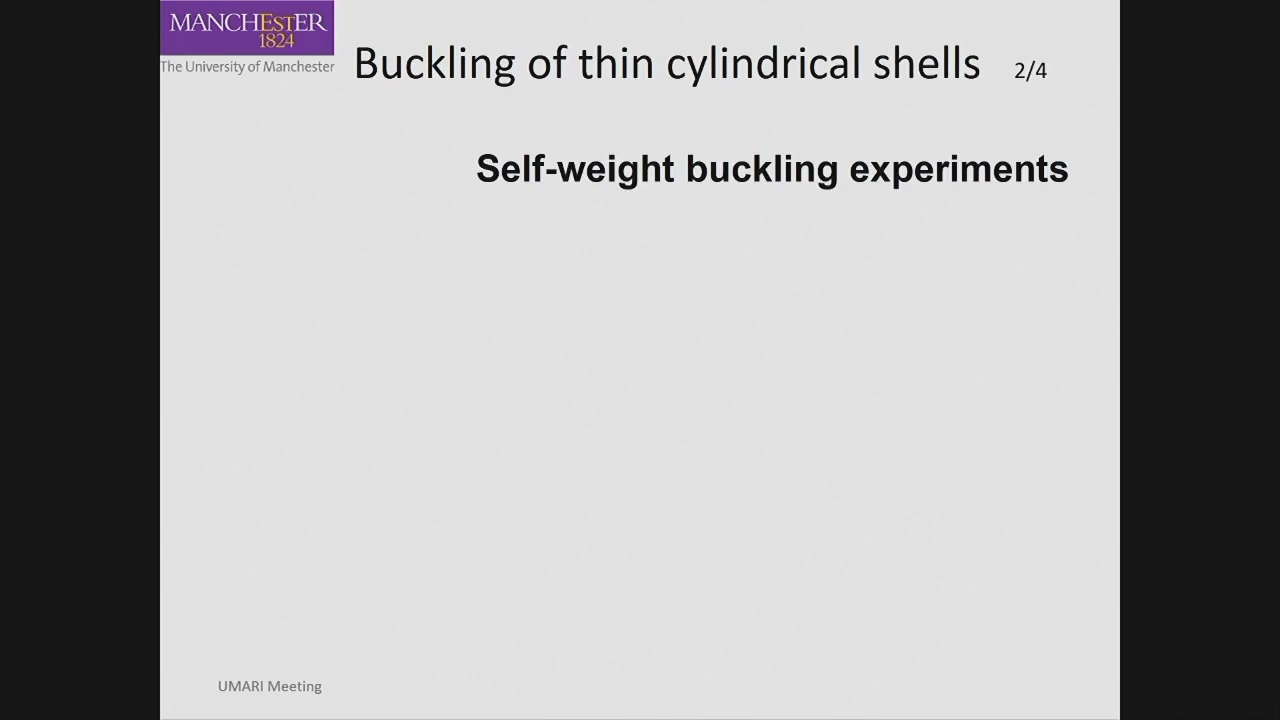 MANCHESTER
1824
The University of Manchester
Buckling of thin cylindrical shells 2/4
Self-weight buckling experiments
UMARI Meeting